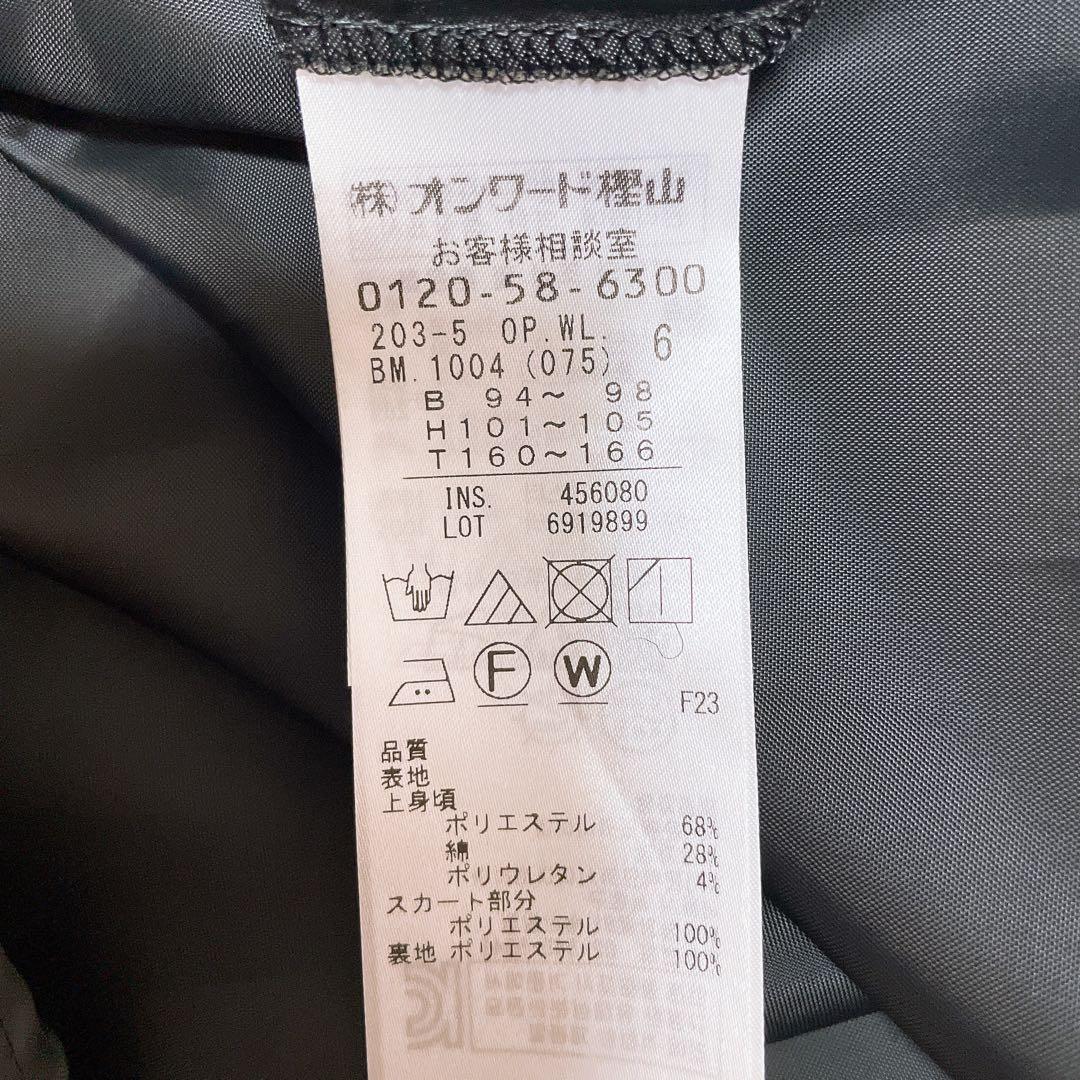 ㈱オンワード樫山
お客様相談室
0120-58-6300
203-5 OP.WL.
BM.1004 (075) 6
B 94～ 98
H101～105
T160～166
INS. 456080
LOT 6919899
F W
F23
品質
表地
上身頃
ポリエステル 68%
綿 28%
ポリウレタン 4%
スカート部分
ポリエステル 100%
裏地 ポリエステル 100%